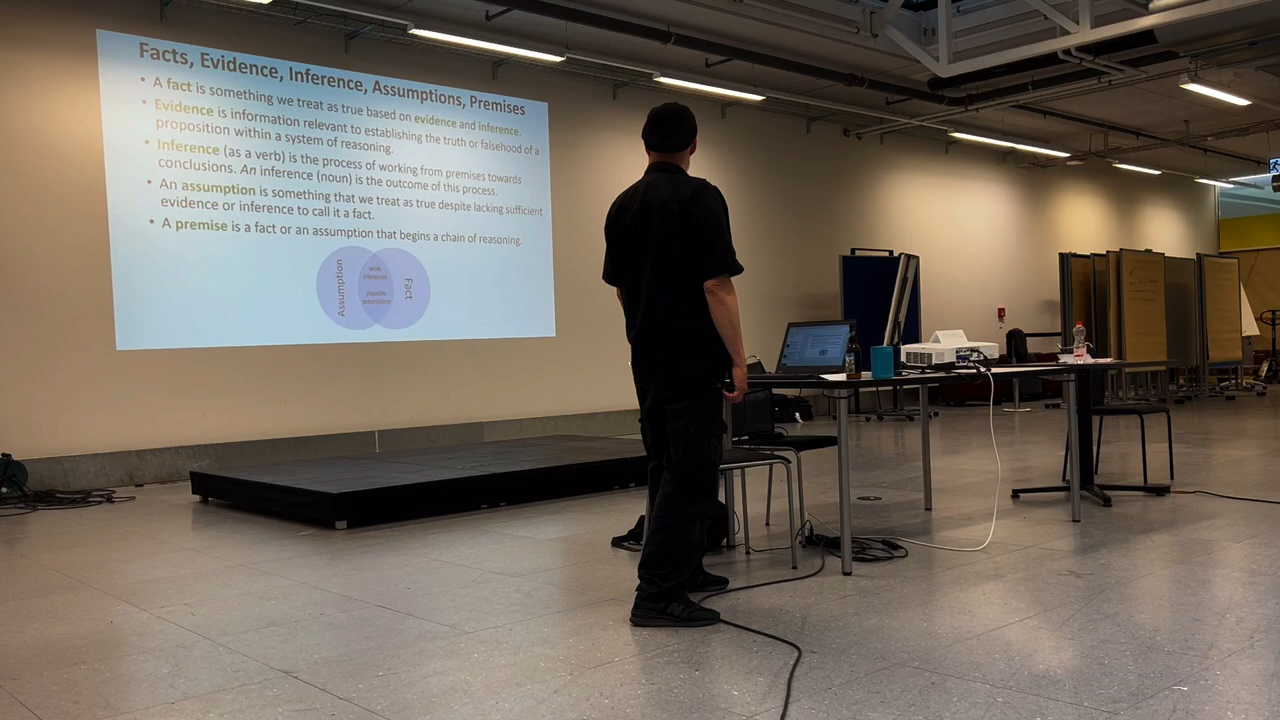 Facts, Evidence, Inference, Assumptions, Premises
• A fact is something we treat as true based on evidence and inference.
• Evidence is information relevant to establishing the truth or falsehood of a
proposition within a system of reasoning.
• Inference (as a verb) is the process of working from premises towards
conclusions. An inference (noun) is the outcome of this process.
• An assumption is something that we treat as true despite lacking sufficient
evidence or inference to call it a fact.
• A premise is a fact or an assumption that begins a chain of reasoning.
Assumption
weak
inferences
plausible
assumptions
Fact